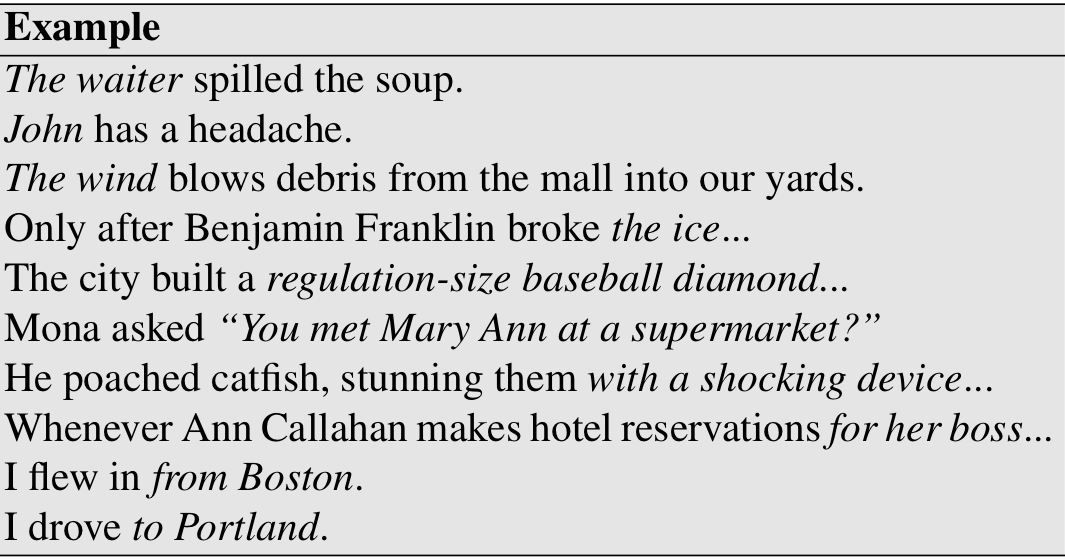 Example
The waiter spilled the soup.
John has a headache.
The wind blows debris from the mall into our yards.
Only after Benjamin Franklin broke the ice...
The city built a regulation-size baseball diamond...
Mona asked “You met Mary Ann at a supermarket?”
He poached catfish, stunning them with a shocking device...
Whenever Ann Callahan makes hotel reservations for her boss...
I flew in from Boston.
I drove to Portland.